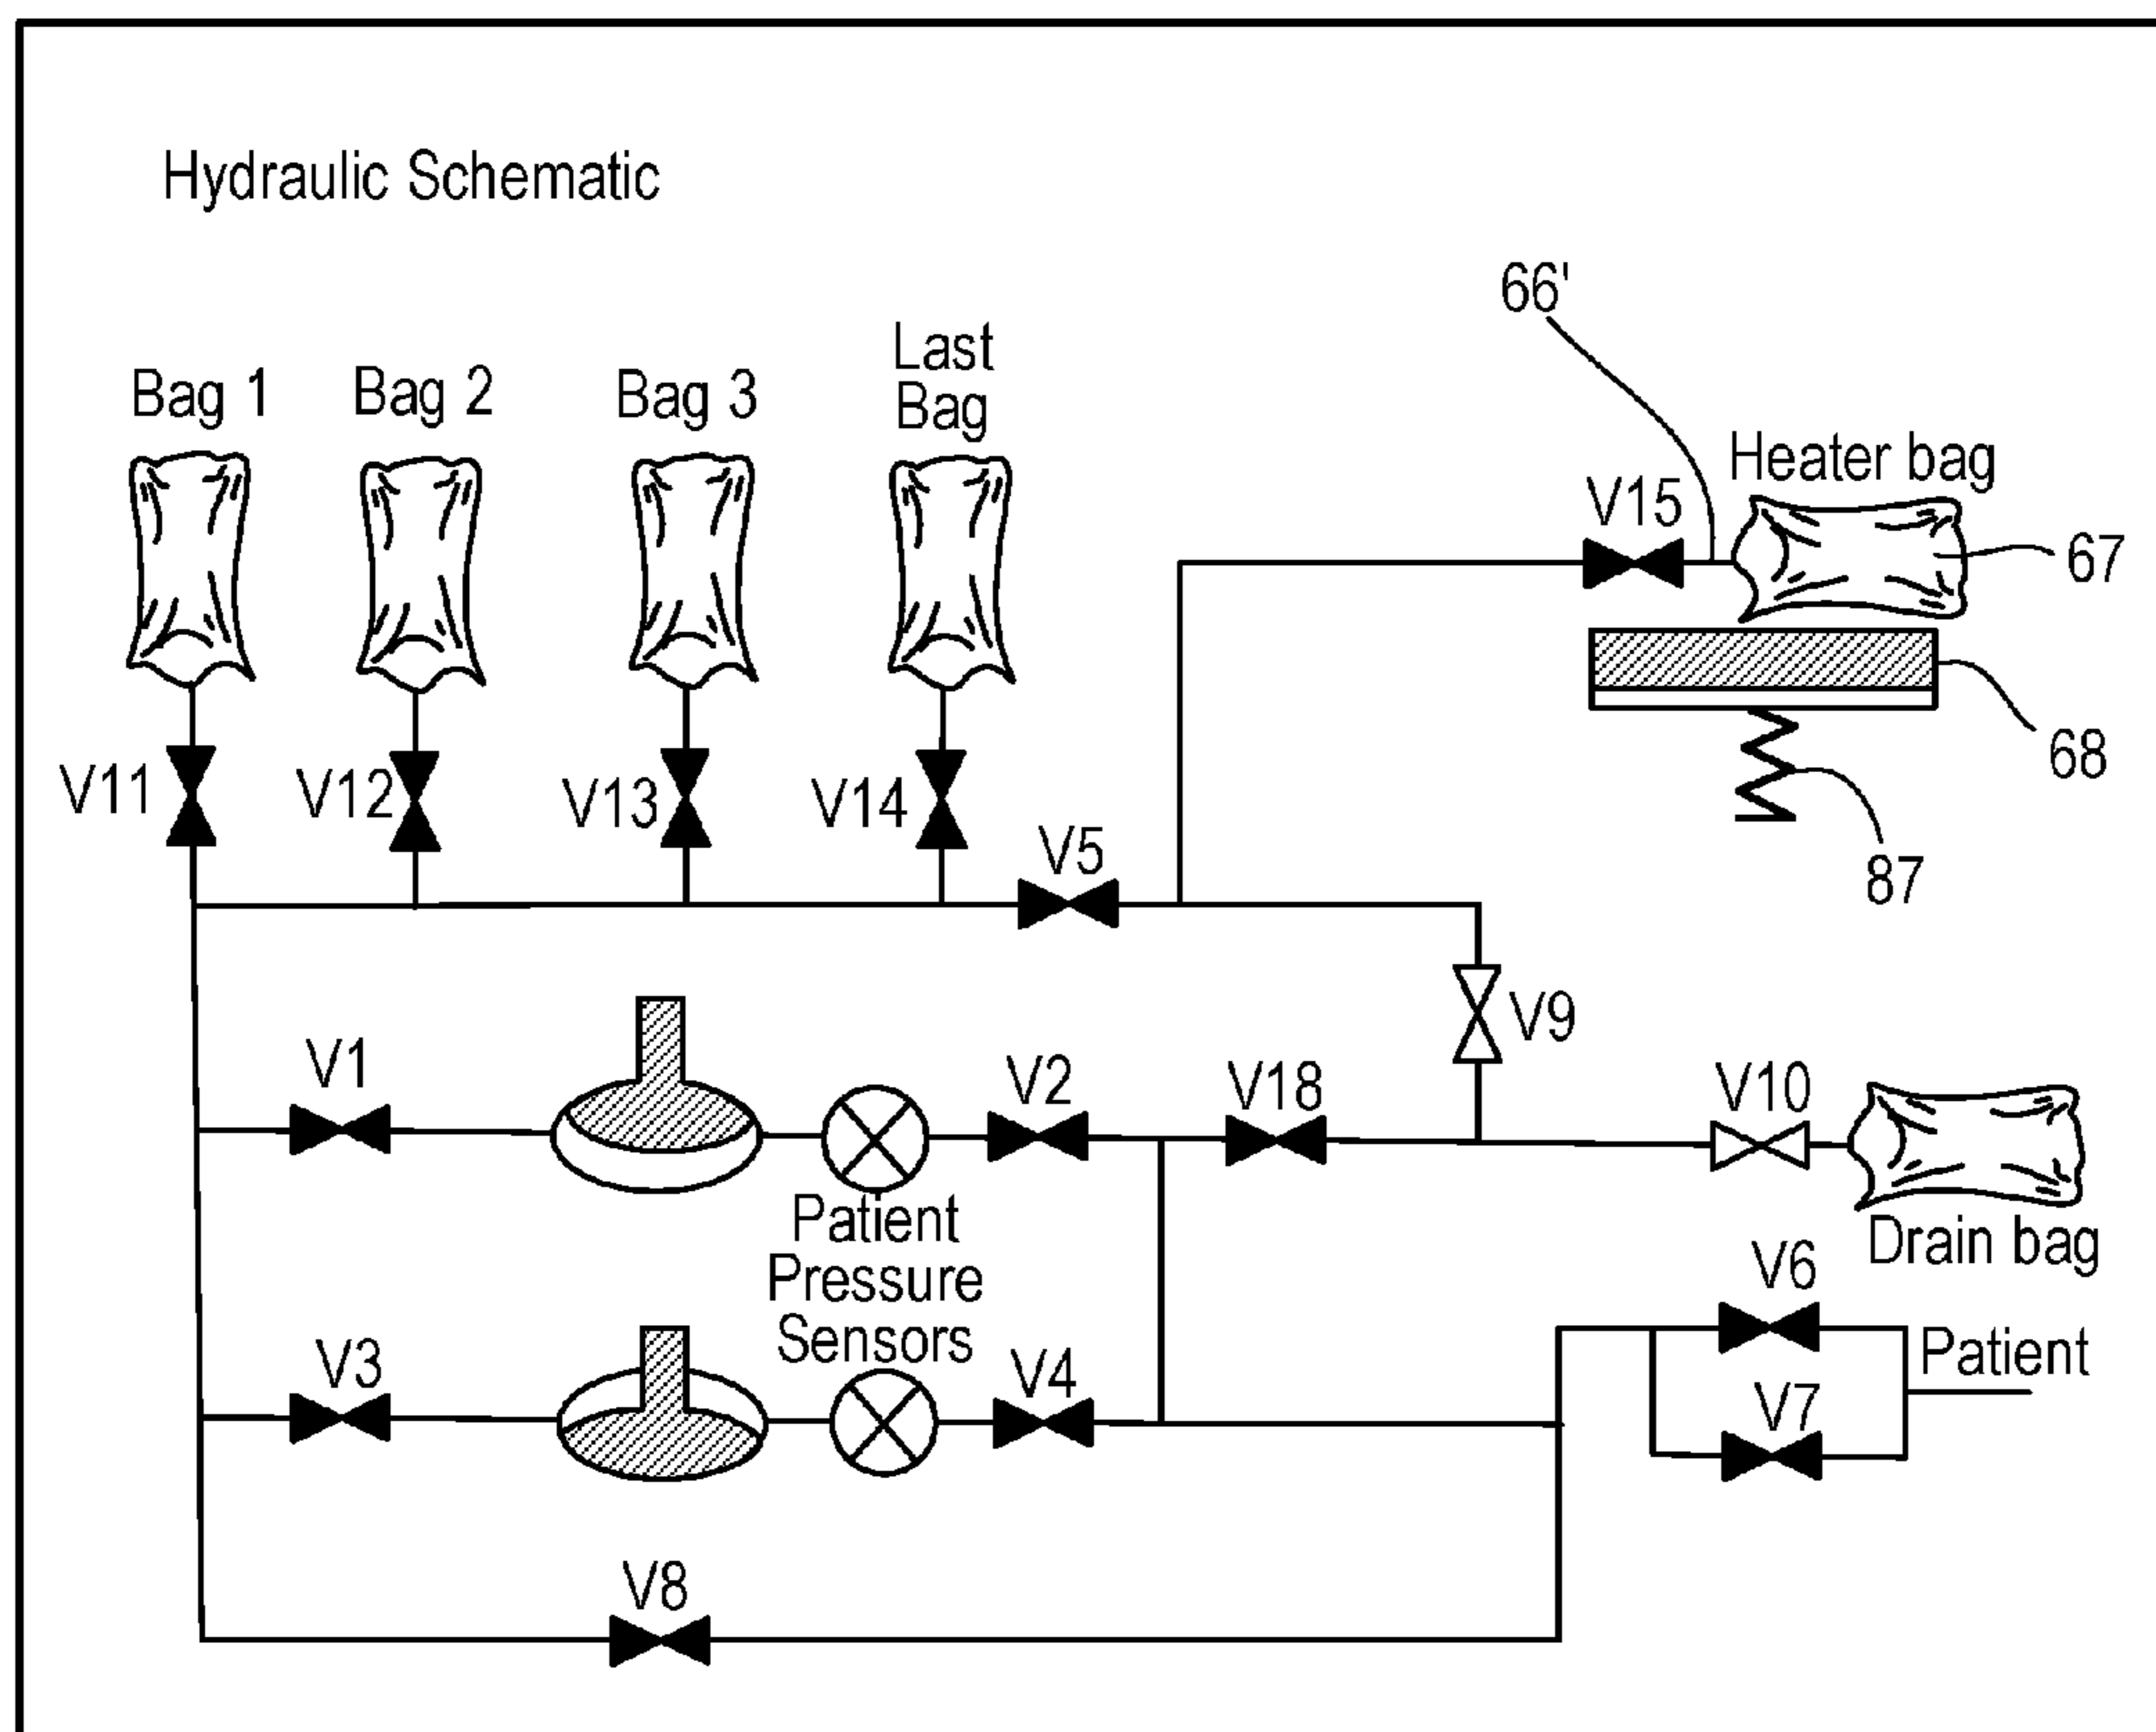 Hydraulic Schematic
66'
Bag 1
Bag 2
Bag 3
Last
Bag
Heater bag
V15
67
68
87
V11
V12
V13
V14
V5
V9
V1
V2
V18
V10
Patient
Pressure
Sensors
Drain bag
V3
V4
V6
Patient
V7
V8